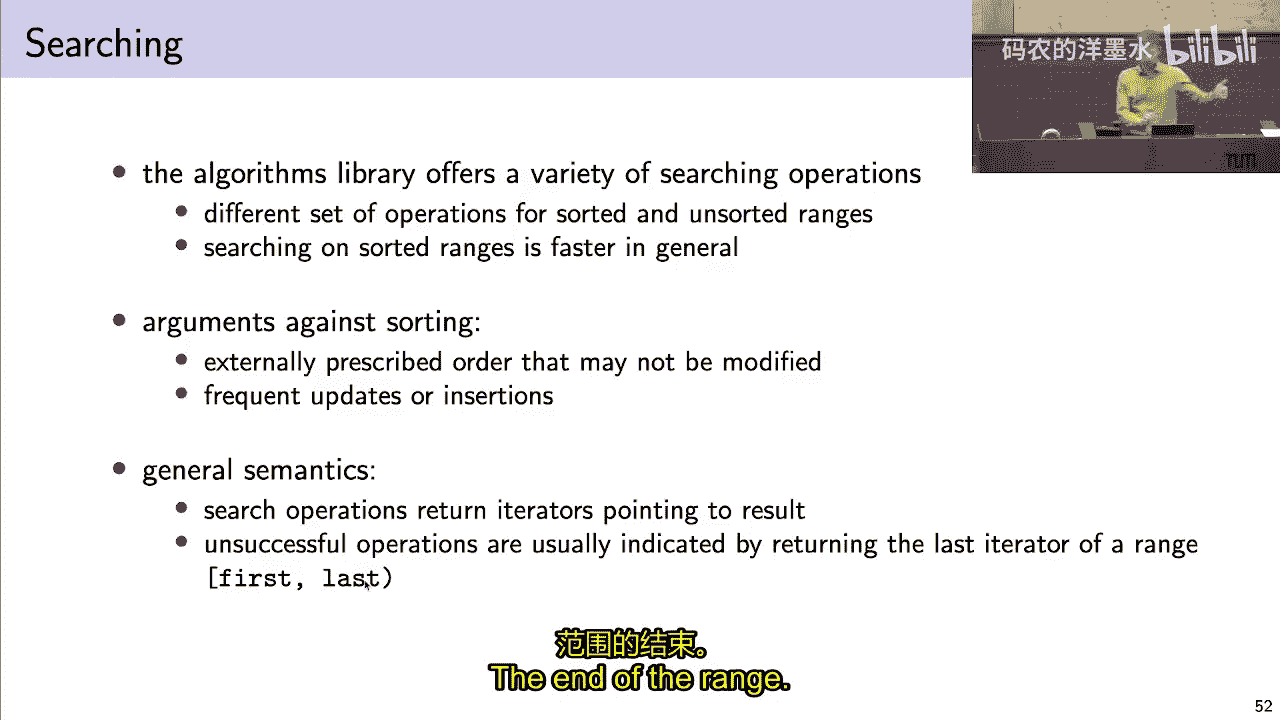 Searching
码农的洋墨水 bilibili
TUM
• the algorithms library offers a variety of searching operations
• different set of operations for sorted and unsorted ranges
• searching on sorted ranges is faster in general
• arguments against sorting:
• externally prescribed order that may not be modified
• frequent updates or insertions
• general semantics:
• search operations return iterators pointing to result
• unsuccessful operations are usually indicated by returning the last iterator of a range
[first, last)
范围的结束。
The end of the range.
52